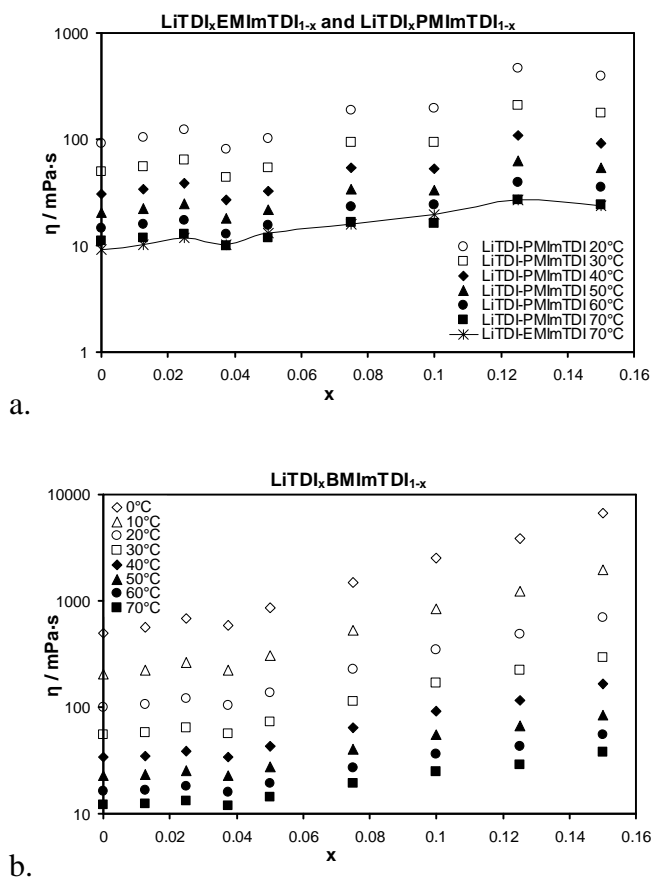 LiTDIxEMImTDI1-x and LiTDIxPMImTDI1-x
1000
100
10
1
η / mPa·s
LiTDI-PMImTDI 20°C
LiTDI-PMImTDI 30°C
LiTDI-PMImTDI 40°C
LiTDI-PMImTDI 50°C
LiTDI-PMImTDI 60°C
LiTDI-PMImTDI 70°C
LiTDI-EMImTDI 70°C
0 0.02 0.04 0.06 0.08 0.1 0.12 0.14 0.16
x
a.
LiTDIxBMImTDI1-x
10000
1000
100
10
η / mPa·s
0°C
10°C
20°C
30°C
40°C
50°C
60°C
70°C
0 0.02 0.04 0.06 0.08 0.1 0.12 0.14 0.16
x
b.